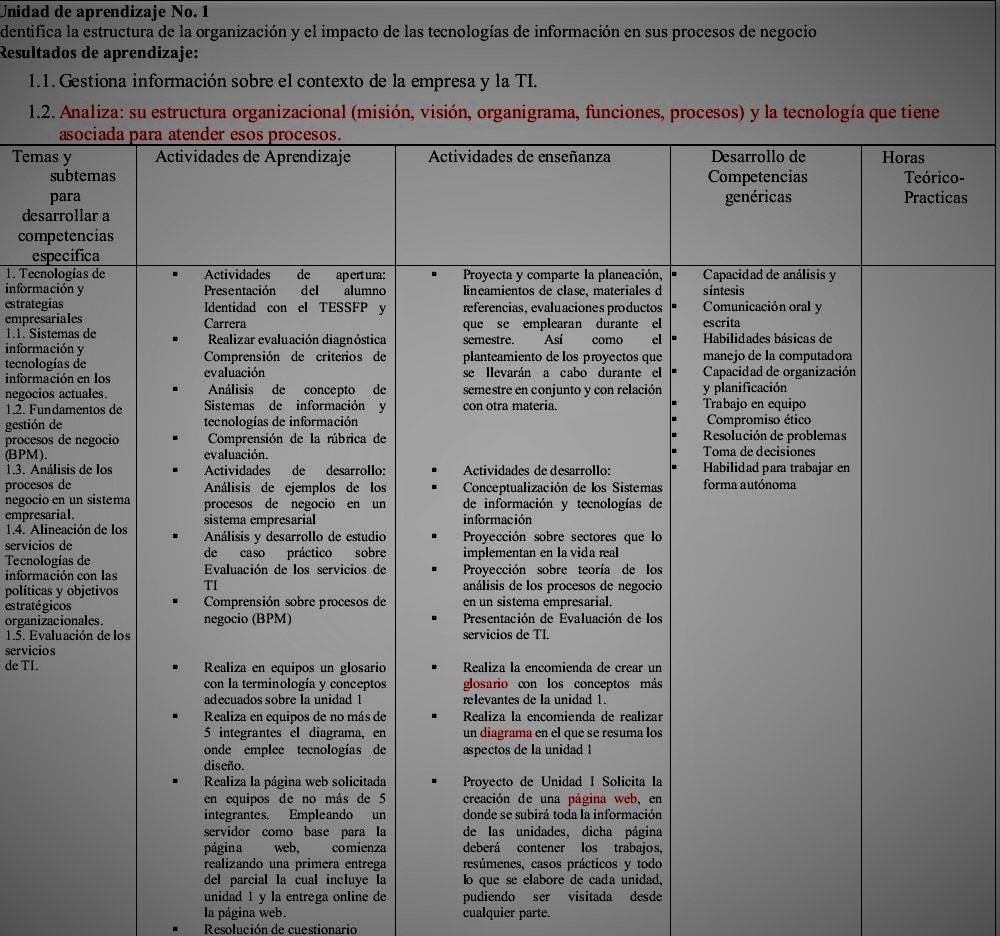 Unidad de aprendizaje No. 1
dentifica la estructura de la organización y el impacto de las tecnologías de información en sus procesos de negocio
Resultados de aprendizaje:
1.1. Gestiona información sobre el contexto de la empresa y la TI.
1.2. Analiza: su estructura organizacional (misión, visión, organigrama, funciones, procesos) y la tecnología que tiene
asociada para atender esos procesos.
Temas y
subtemas
para
desarrollar a
competencias
especifica
Actividades de Aprendizaje
Actividades de enseñanza
Desarrollo de
Competencias
genéricas
Horas
Teórico-
Practicas
1. Tecnologías de
información y
estrategias
empresariales
1.1. Sistemas de
información y
tecnologías de
información en los
negocios actuales.
1.2. Fundamentos de
gestión de
procesos de negocio
(BPM).
1.3. Análisis de los
procesos de
negocio en un sistema
empresarial.
1.4. Alineación de los
servicios de
Tecnologías de
información con las
políticas y objetivos
estratégicos
organizacionales.
1.5. Evaluación de los
servicios
de TI.
▪ Actividades de apertura:
Presentación del alumno
Identidad con el TESSFP y
Carrera
▪ Realizar evaluación diagnóstica
Comprensión de criterios de
evaluación
▪ Análisis de concepto de
Sistemas de información y
tecnologías de información
▪ Comprensión de la rúbrica de
evaluación.
▪ Actividades de desarrollo:
Análisis de ejemplos de los
procesos de negocio en un
sistema empresarial
▪ Análisis y desarrollo de estudio
de caso práctico sobre
Evaluación de los servicios de
TI
▪ Comprensión sobre procesos de
negocio (BPM)
▪ Realiza en equipos un glosario
con la terminología y conceptos
adecuados sobre la unidad 1
▪ Realiza en equipos de no más de
5 integrantes el diagrama, en
onde emplee tecnologías de
diseño.
▪ Realiza la página web solicitada
en equipos de no más de 5
integrantes. Empleando un
servidor como base para la
página web, comienza
realizando una primera entrega
del parcial la cual incluye la
unidad 1 y la entrega online de
la página web.
▪ Resolución de cuestionario
▪ Proyecta y comparte la planeación,
lineamientos de clase, materiales d
referencias, evaluaciones productos
que se emplearan durante el
semestre. Así como el
planteamiento de los proyectos que
se llevarán a cabo durante el
semestre en conjunto y con relación
con otra materia.
▪ Actividades de desarrollo:
▪ Conceptualización de los Sistemas
de información y tecnologías de
información
▪ Proyección sobre sectores que lo
implementan en la vida real
▪ Proyección sobre teoría de los
análisis de los procesos de negocio
en un sistema empresarial.
▪ Presentación de Evaluación de los
servicios de TI.
▪ Realiza la encomienda de crear un
glosario con los conceptos más
relevantes de la unidad 1.
▪ Realiza la encomienda de realizar
un diagrama en el que se resuma los
aspectos de la unidad 1
▪ Proyecto de Unidad I Solicita la
creación de una página web, en
donde se subirá toda la información
de las unidades, dicha página
deberá contener los trabajos,
resúmenes, casos prácticos y todo
lo que se elabore de cada unidad,
pudiendo ser visitada desde
cualquier parte.
▪ Capacidad de análisis y
síntesis
▪ Comunicación oral y
escrita
▪ Habilidades básicas de
manejo de la computadora
▪ Capacidad de organización
y planificación
▪ Trabajo en equipo
▪ Compromiso ético
▪ Resolución de problemas
▪ Toma de decisiones
▪ Habilidad para trabajar en
forma autónoma